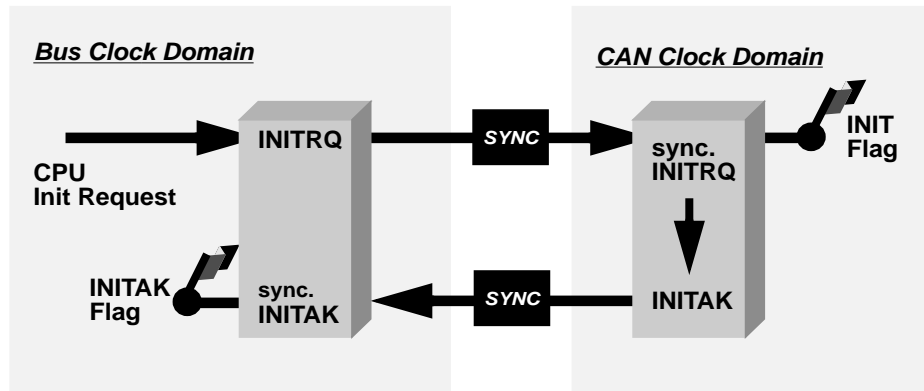 Bus Clock Domain
CAN Clock Domain
CPU
Init Request
INITRQ
SYNC
sync.
INITRQ
INIT
Flag
INITAK
Flag
sync.
INITAK
SYNC
INITAK